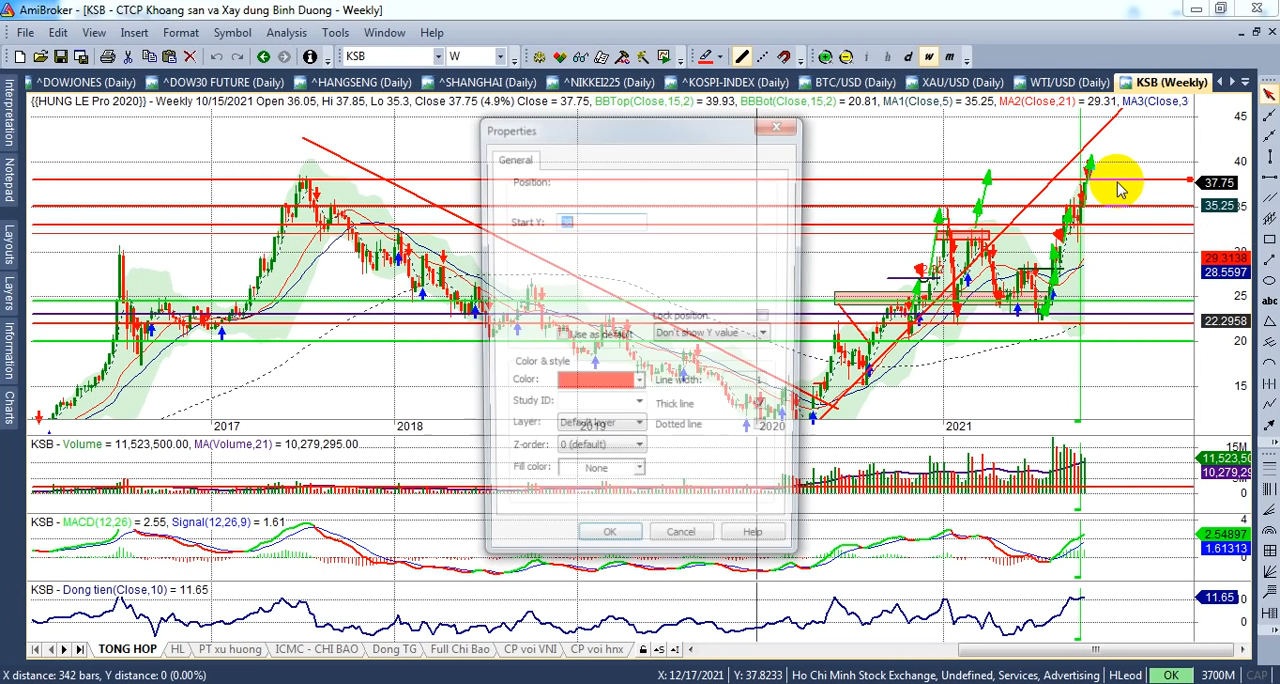 AmiBroker - [KSB - CTCP Khoang san va Xay dung Binh Duong - Weekly]
File Edit View Insert Format Symbol Analysis Tools Window Help
KSB W i h d w m
^DOWJONES (Daily) ^DOW30 FUTURE (Daily) ^HANGSENG (Daily) ^SHANGHAI (Daily) ^NIKKEI225 (Daily) ^KOSPI-INDEX (Daily) BTC/USD (Daily) XAU/USD (Daily) WTI/USD (Daily) KSB (Weekly)
{{HUNG LE Pro 2020}} - Weekly 10/15/2021 Open 36.05, Hi 37.85, Lo 35.3, Close 37.75 (4.9%) Close = 37.75, BBTop(Close,15,2) = 39.93, BBBot(Close,15,2) = 20.81, MA1(Close,5) = 35.25, MA2(Close,21) = 29.31, MA3(Close,3
Interpretation
Notepad
Layouts
Layers
Information
Charts
Properties
General
Position:
Start Y:
Lock position:
Use as default
Don't show Y value
Color & style
Color:
Line width: 1
Study ID:
Thick line
Layer: Default layer
Dotted line
Z-order: 0 (default)
Fill color: None
OK Cancel Help
45
40
37.75
35.25
35
30
29.3138
28.5597
25
22.2958
20
15
abc
2017 2018 2019 2020 2021
KSB - Volume = 11,523,500.00, MA(Volume,21) = 10,279,295.00
15M
11,523,50
10,279,29
0
KSB - MACD(12,26) = 2.55, Signal(12,26,9) = 1.61
4
2.54897
1.61313
0
KSB - Dong tien(Close,10) = 11.65
11.65
0
0
TONG HOP HL PT xu huong ICMC - CHI BAO Dong TG Full Chi Bao CP voi VNI CP voi hnx
X distance: 342 bars, Y distance: 0 (0.00%) X: 12/17/2021 Y: 37.8233 Ho Chi Minh Stock Exchange, Undefined, Services, Advertising HLeod OK 3700M CAP